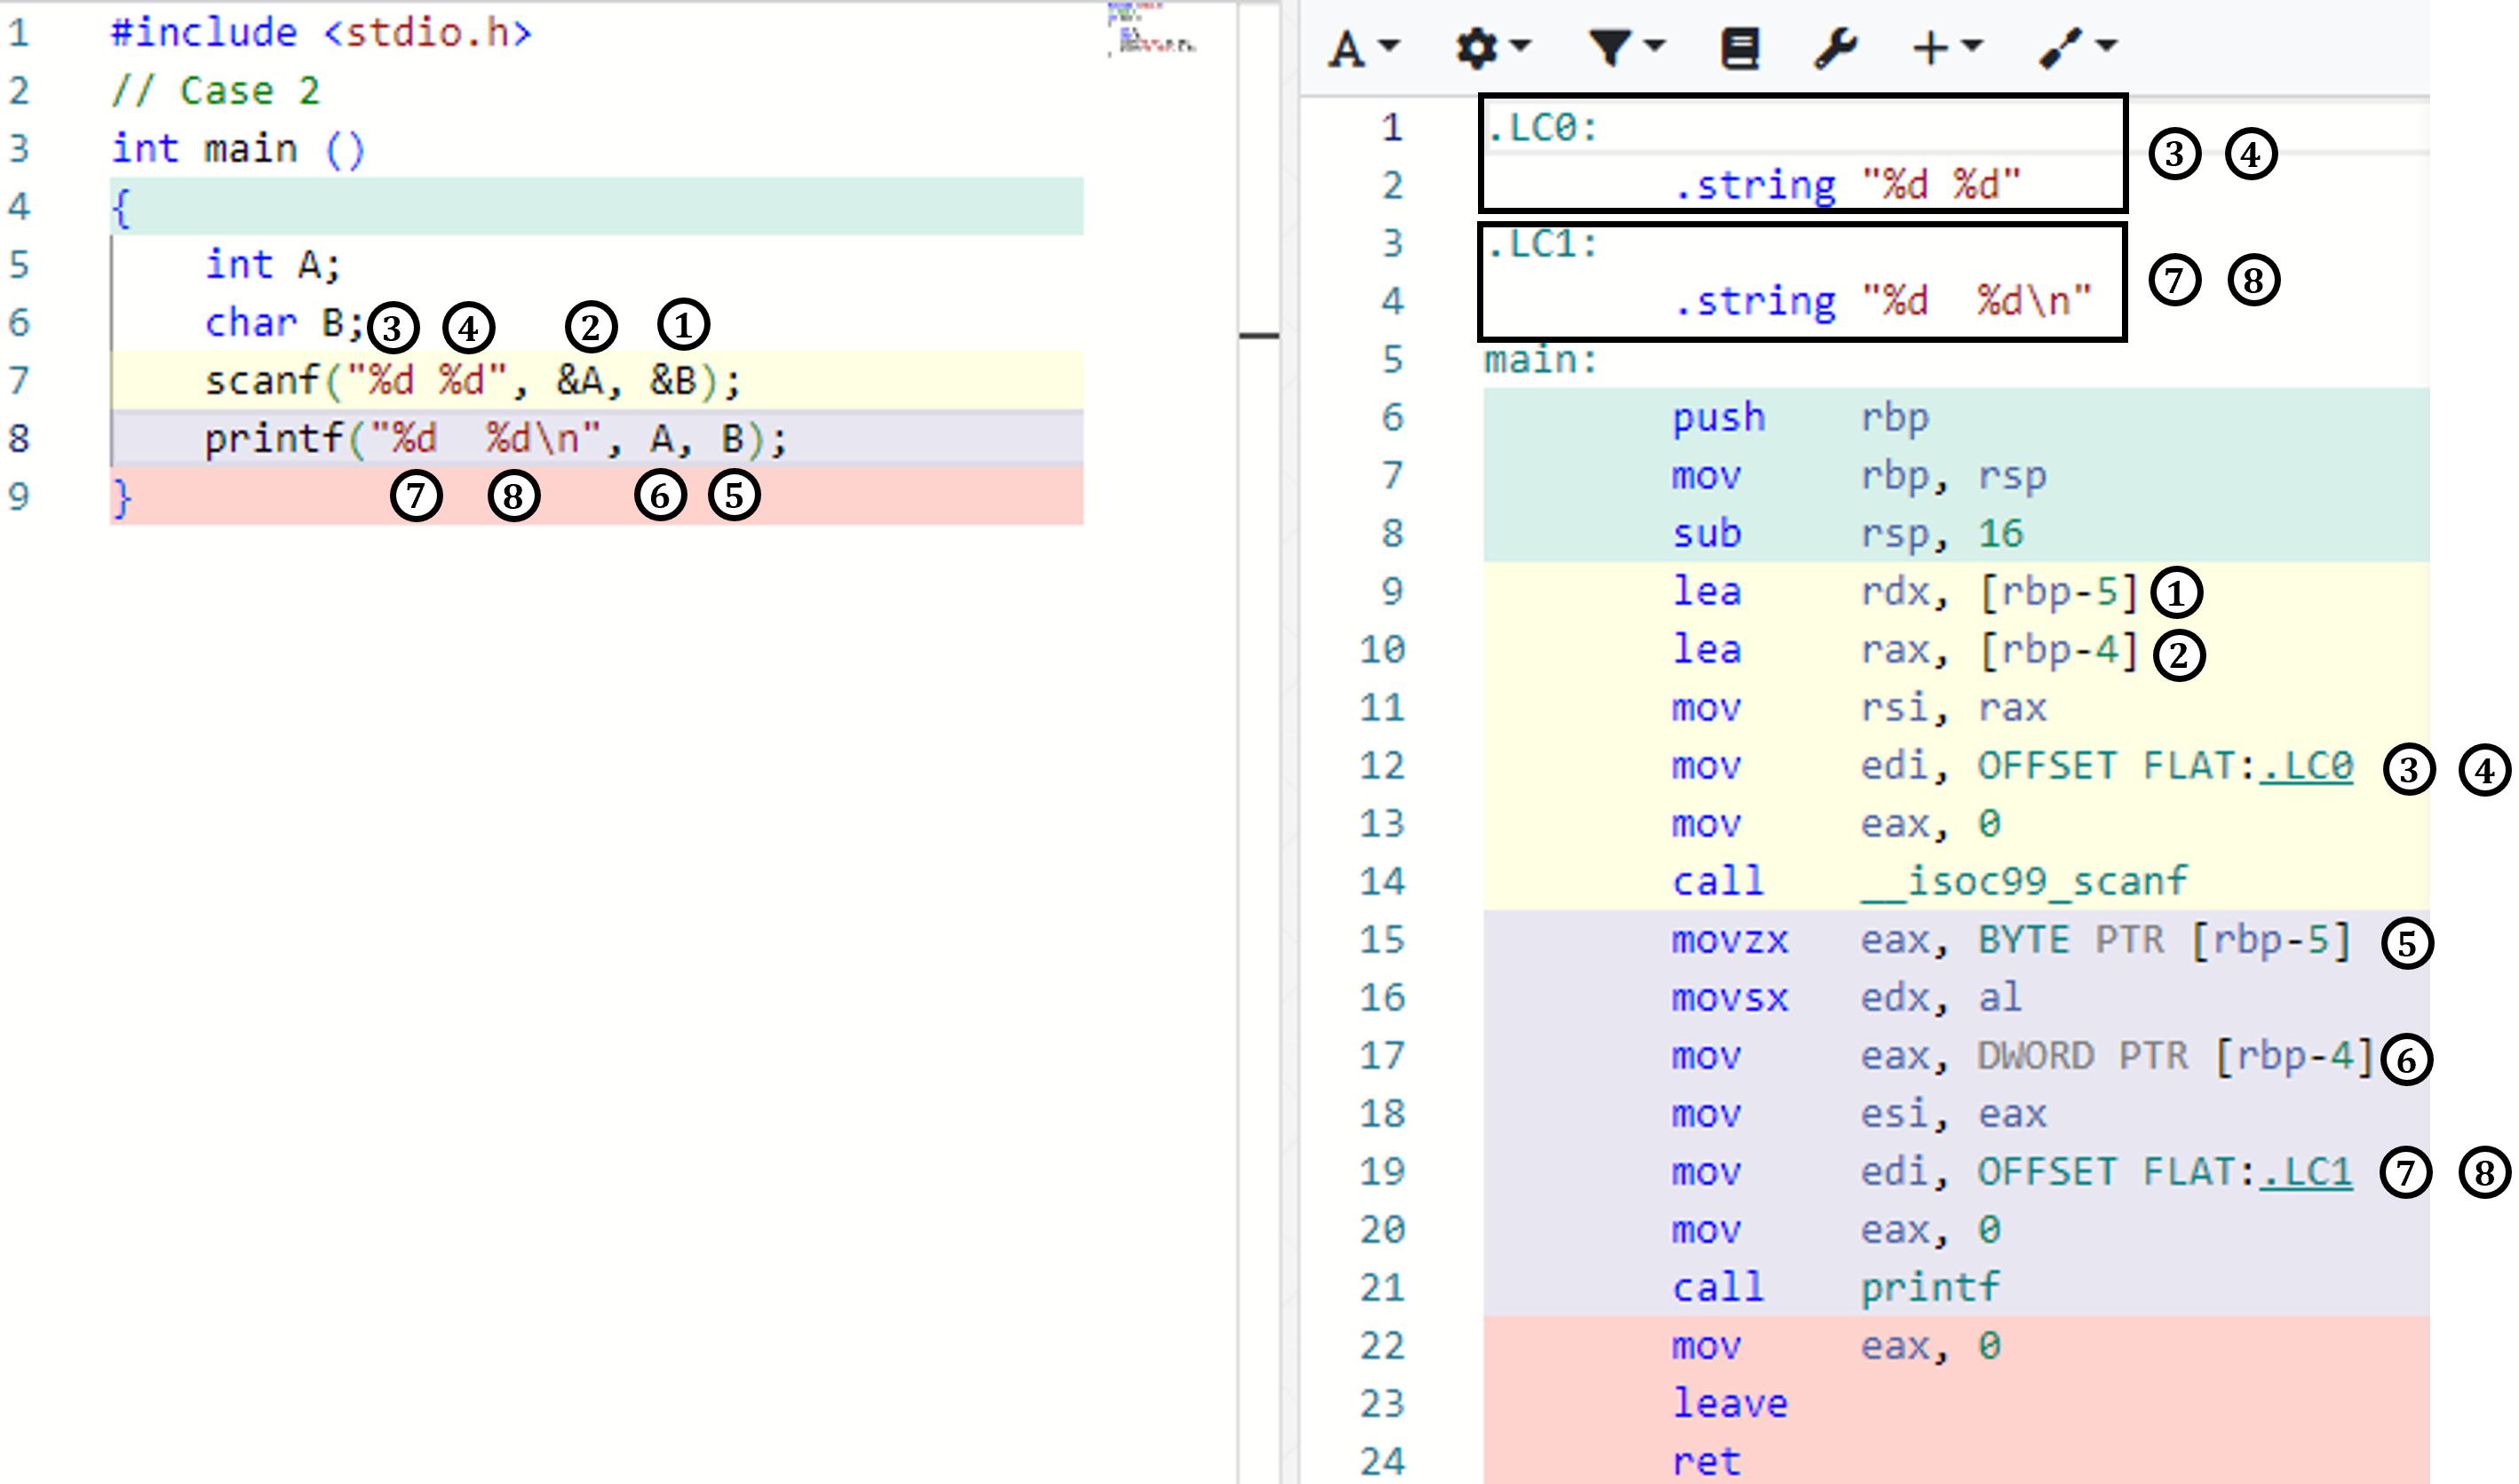 1 #include <stdio.h>
2 // Case 2
3 int main ()
4 {
5 int A;
6 char B; ③ ④ ② ①
7 scanf("%d %d", &A, &B);
8 printf("%d  %d\n", A, B);
9 } ⑦ ⑧ ⑥ ⑤
A
1 .LC0:
③ ④
2 .string "%d %d"
3 .LC1:
⑦ ⑧
4 .string "%d  %d\n"
5 main:
6 push rbp
7 mov rbp, rsp
8 sub rsp, 16
9 lea rdx, [rbp-5] ①
10 lea rax, [rbp-4] ②
11 mov rsi, rax
12 mov edi, OFFSET FLAT:.LC0 ③ ④
13 mov eax, 0
14 call __isoc99_scanf
15 movzx eax, BYTE PTR [rbp-5] ⑤
16 movsx edx, al
17 mov eax, DWORD PTR [rbp-4] ⑥
18 mov esi, eax
19 mov edi, OFFSET FLAT:.LC1 ⑦ ⑧
20 mov eax, 0
21 call printf
22 mov eax, 0
23 leave
24 ret